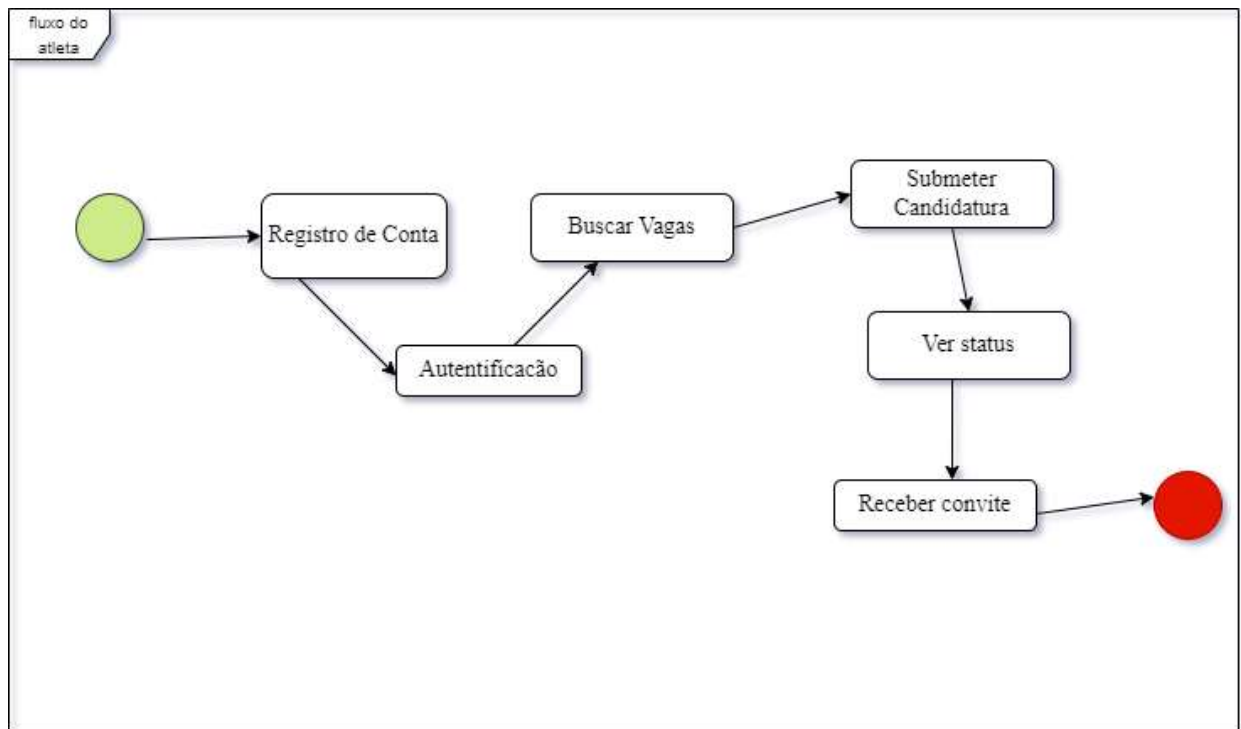 fluxo do
atleta
Registro de Conta
Autentificacão
Buscar Vagas
Submeter
Candidatura
Ver status
Receber convite